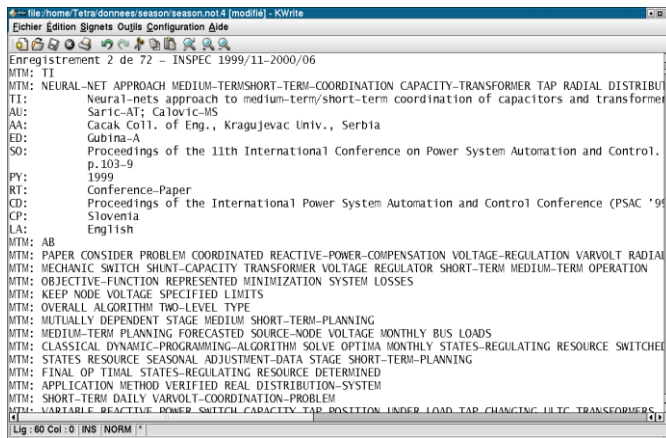 file:/home/Tetra/donnees/season/season.not.4 [modifié] - KWrite
Fichier Édition Signets Outils Configuration Aide
Enregistrement 2 de 72 - INSPEC 1999/11-2000/06
MTM: TI
MTM: NEURAL-NET APPROACH MEDIUM-TERMSHORT-TERM-COORDINATION CAPACITY-TRANSFORMER TAP RADIAL DISTRIBUT
TI: Neural-nets approach to medium-term/short-term coordination of capacitors and transformer
AU: Saric-AT; Calovic-MS
AA: Cacak Coll. of Eng., Kragujevac Univ., Serbia
ED: Gubina-A
SO: Proceedings of the 11th International Conference on Power System Automation and Control.
p.103-9
PY: 1999
RT: Conference-Paper
CD: Proceedings of the International Power System Automation and Control Conference (PSAC '99
CP: Slovenia
LA: English
MTM: AB
MTM: PAPER CONSIDER PROBLEM COORDINATED REACTIVE-POWER-COMPENSATION VOLTAGE-REGULATION VARVOLT RADIAL
MTM: MECHANIC SWITCH SHUNT-CAPACITY TRANSFORMER VOLTAGE REGULATOR SHORT-TERM MEDIUM-TERM OPERATION
MTM: OBJECTIVE-FUNCTION REPRESENTED MINIMIZATION SYSTEM LOSSES
MTM: KEEP NODE VOLTAGE SPECIFIED LIMITS
MTM: OVERALL ALGORITHM TWO-LEVEL TYPE
MTM: MUTUALLY DEPENDENT STAGE MEDIUM SHORT-TERM-PLANNING
MTM: MEDIUM-TERM PLANNING FORECASTED SOURCE-NODE VOLTAGE MONTHLY BUS LOADS
MTM: CLASSICAL DYNAMIC-PROGRAMMING-ALGORITHM SOLVE OPTIMA MONTHLY STATES-REGULATING RESOURCE SWITCHED
MTM: STATES RESOURCE SEASONAL ADJUSTMENT-DATA STAGE SHORT-TERM-PLANNING
MTM: FINAL OP TIMAL STATES-REGULATING RESOURCE DETERMINED
MTM: APPLICATION METHOD VERIFIED REAL DISTRIBUTION-SYSTEM
MTM: SHORT-TERM DAILY VARVOLT-COORDINATION-PROBLEM
MTM: VARIABLE REACTIVE POWER SWITCH CAPACITY TAP POSITION UNDER LOAD TAP CHANGING ULTC TRANSFORMERS
Lig : 60 Col : 0 INS NORM *